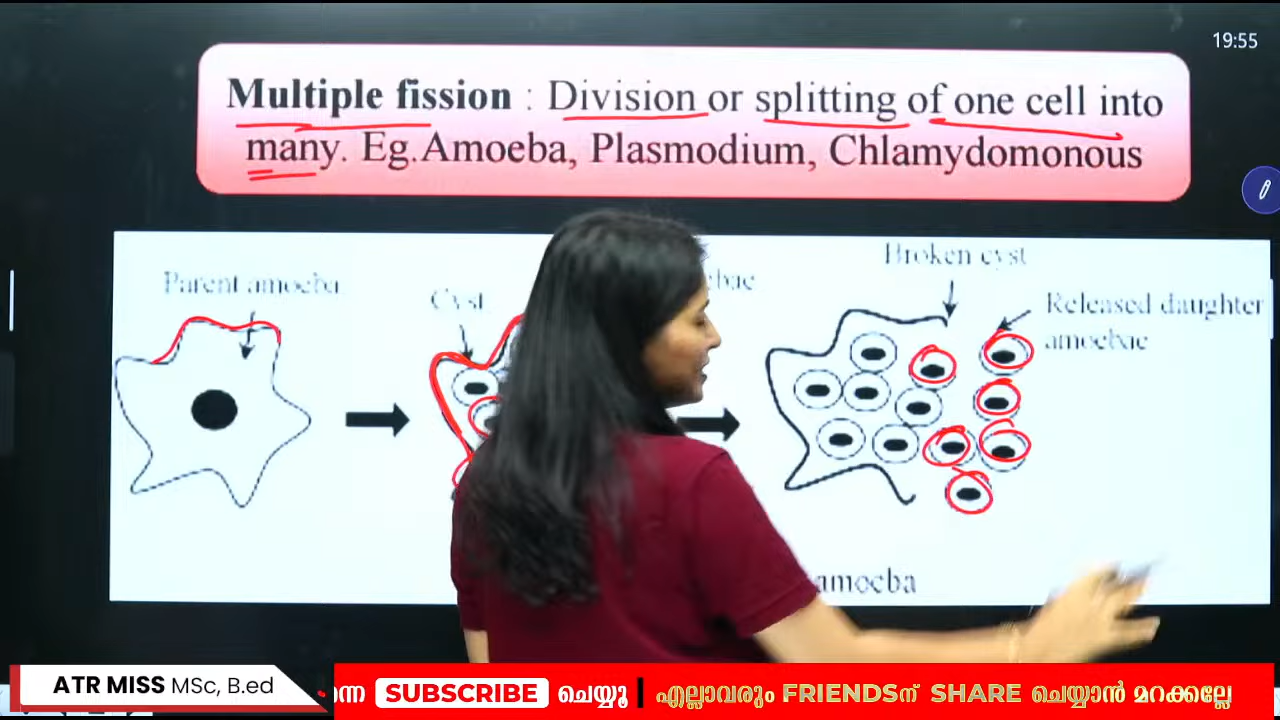 19:55
Multiple fission : Division or splitting of one cell into
many. Eg.Amoeba, Plasmodium, Chlamydomonous
Parent amoeba
Cyst
Broken cyst
Released daughter
amoebae
amoeba
ATR MISS MSc, B.ed
SUBSCRIBE ചെയ്യൂ
എല്ലാവരും FRIENDSന് SHARE ചെയ്യാൻ മറക്കല്ലേ